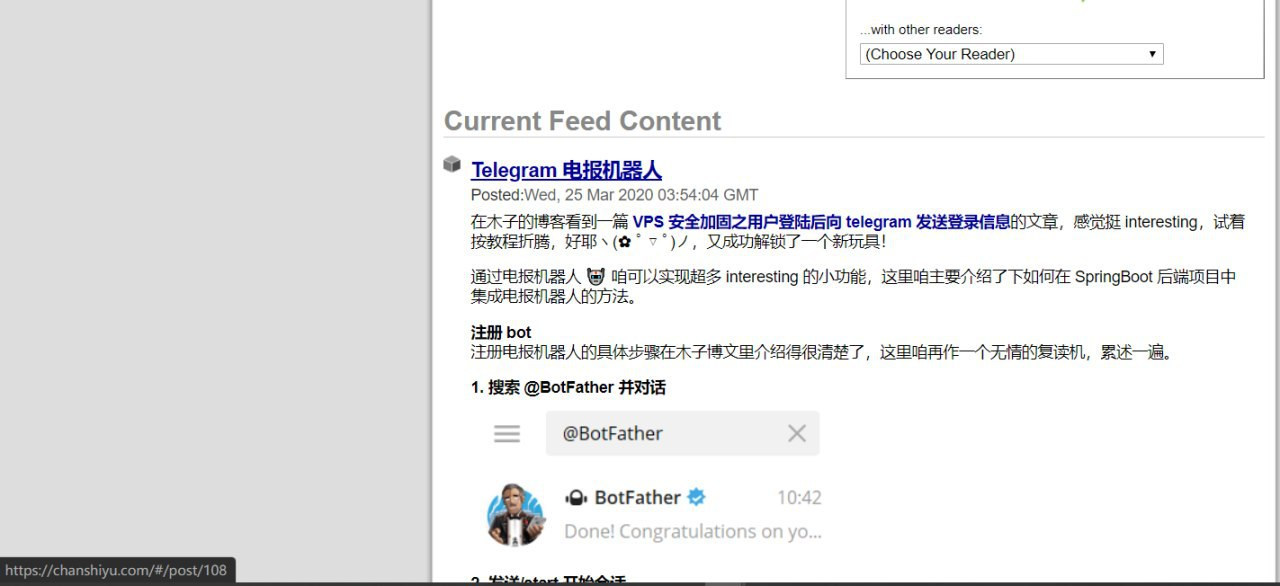 ...with other readers:
(Choose Your Reader)
Current Feed Content
Telegram 电报机器人
Posted:Wed, 25 Mar 2020 03:54:04 GMT
在木子的博客看到一篇 VPS 安全加固之用户登陆后向 telegram 发送登录信息的文章，感觉挺 interesting，试着
按教程折腾，好耶ヽ(✿ﾟ▽ﾟ)ノ，又成功解锁了一个新玩具！
通过电报机器人 🤖 咱可以实现超多 interesting 的小功能，这里咱主要介绍了下如何在 SpringBoot 后端项目中
集成电报机器人的方法。
注册 bot
注册电报机器人的具体步骤在木子博文里介绍得很清楚了，这里咱再作一个无情的复读机，累述一遍。
1. 搜索 @BotFather 并对话
@BotFather
BotFather 10:42
Done! Congratulations on yo...
2. 发送/start 开始会话
https://chanshiyu.com/#/post/108